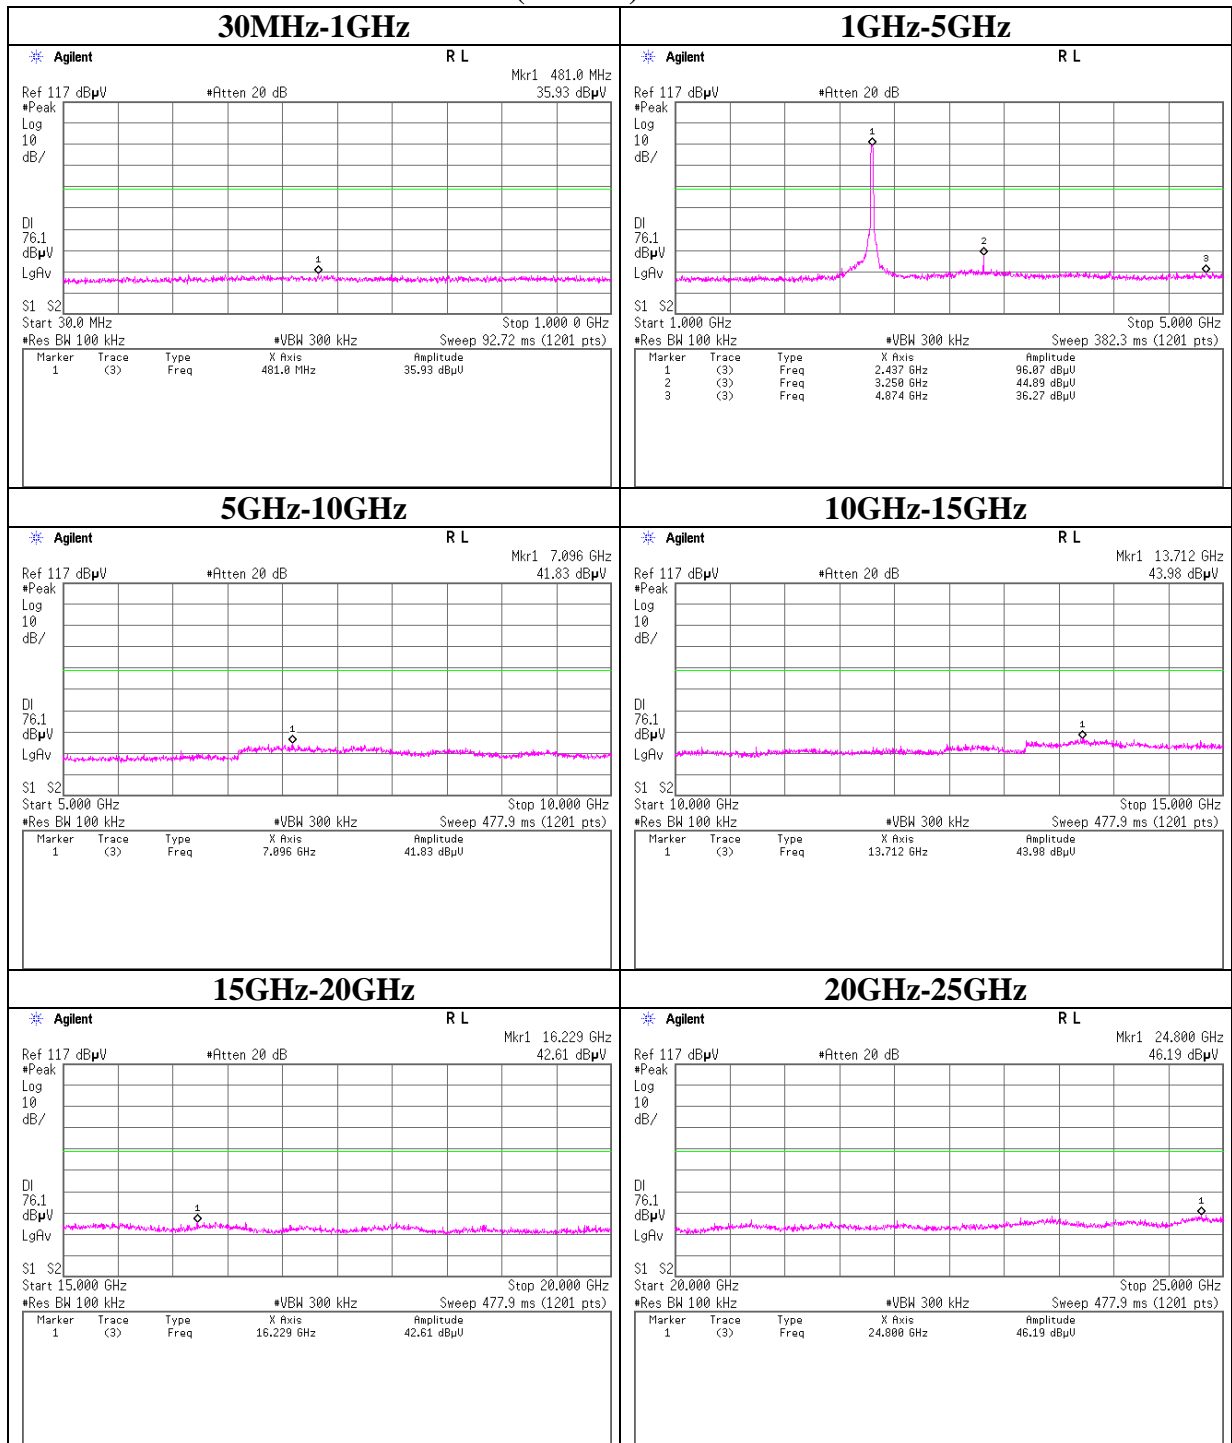 30MHz-1GHz
Agilent R L
Mkr1 481.0 MHz
Ref 117 dBµV #Atten 20 dB 35.93 dBµV
#Peak
Log
10
dB/
1
DI
76.1
dBµV
LgAv
S1 S2
Start 30.0 MHz Stop 1.000 0 GHz
#Res BW 100 kHz #VBW 300 kHz Sweep 92.72 ms (1201 pts)
Marker Trace Type X Axis Amplitude
1 (3) Freq 481.0 MHz 35.93 dBµV
1GHz-5GHz
Agilent R L
Ref 117 dBµV #Atten 20 dB
#Peak
Log
10
dB/
1
2
3
DI
76.1
dBµV
LgAv
S1 S2
Start 1.000 GHz Stop 5.000 GHz
#Res BW 100 kHz #VBW 300 kHz Sweep 382.3 ms (1201 pts)
Marker Trace Type X Axis Amplitude
1 (3) Freq 2.437 GHz 96.07 dBµV
2 (3) Freq 3.250 GHz 44.89 dBµV
3 (3) Freq 4.874 GHz 36.27 dBµV
5GHz-10GHz
Agilent R L
Mkr1 7.096 GHz
Ref 117 dBµV #Atten 20 dB 41.83 dBµV
#Peak
Log
10
dB/
1
DI
76.1
dBµV
LgAv
S1 S2
Start 5.000 GHz Stop 10.000 GHz
#Res BW 100 kHz #VBW 300 kHz Sweep 477.9 ms (1201 pts)
Marker Trace Type X Axis Amplitude
1 (3) Freq 7.096 GHz 41.83 dBµV
10GHz-15GHz
Agilent R L
Mkr1 13.712 GHz
Ref 117 dBµV #Atten 20 dB 43.98 dBµV
#Peak
Log
10
dB/
1
DI
76.1
dBµV
LgAv
S1 S2
Start 10.000 GHz Stop 15.000 GHz
#Res BW 100 kHz #VBW 300 kHz Sweep 477.9 ms (1201 pts)
Marker Trace Type X Axis Amplitude
1 (3) Freq 13.712 GHz 43.98 dBµV
15GHz-20GHz
Agilent R L
Mkr1 16.229 GHz
Ref 117 dBµV #Atten 20 dB 42.61 dBµV
#Peak
Log
10
dB/
1
DI
76.1
dBµV
LgAv
S1 S2
Start 15.000 GHz Stop 20.000 GHz
#Res BW 100 kHz #VBW 300 kHz Sweep 477.9 ms (1201 pts)
Marker Trace Type X Axis Amplitude
1 (3) Freq 16.229 GHz 42.61 dBµV
20GHz-25GHz
Agilent R L
Mkr1 24.800 GHz
Ref 117 dBµV #Atten 20 dB 46.19 dBµV
#Peak
Log
10
dB/
1
DI
76.1
dBµV
LgAv
S1 S2
Start 20.000 GHz Stop 25.000 GHz
#Res BW 100 kHz #VBW 300 kHz Sweep 477.9 ms (1201 pts)
Marker Trace Type X Axis Amplitude
1 (3) Freq 24.800 GHz 46.19 dBµV